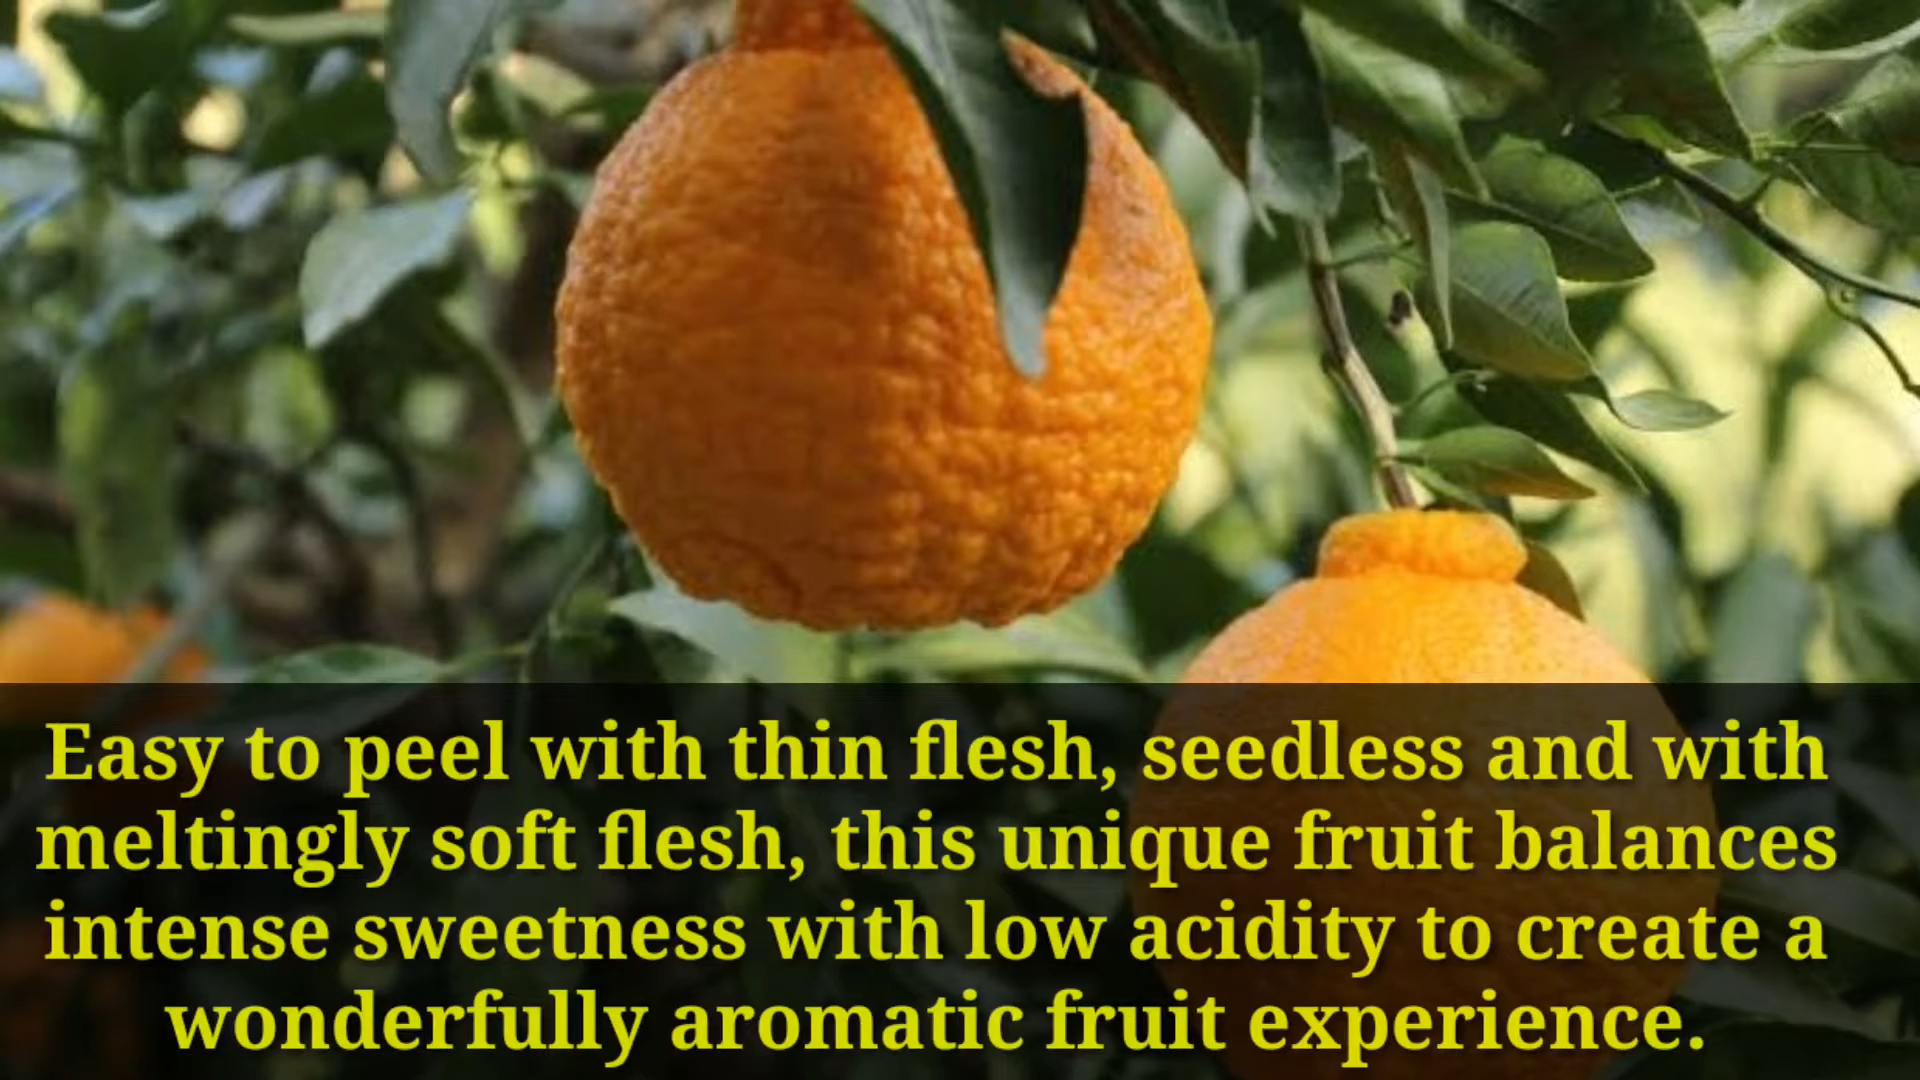 Easy to peel with thin flesh, seedless and with
meltingly soft flesh, this unique fruit balances
intense sweetness with low acidity to create a
wonderfully aromatic fruit experience.